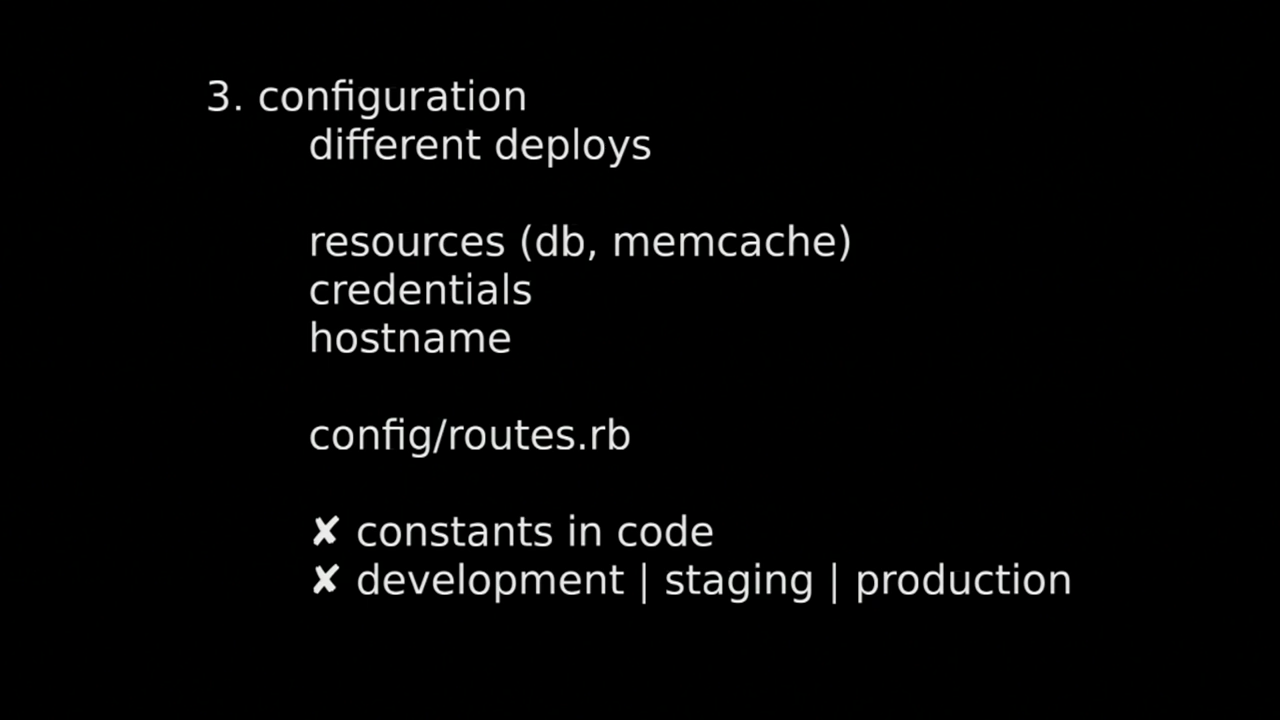 3. configuration
different deploys
resources (db, memcache)
credentials
hostname
config/routes.rb
✘ constants in code
✘ development | staging | production